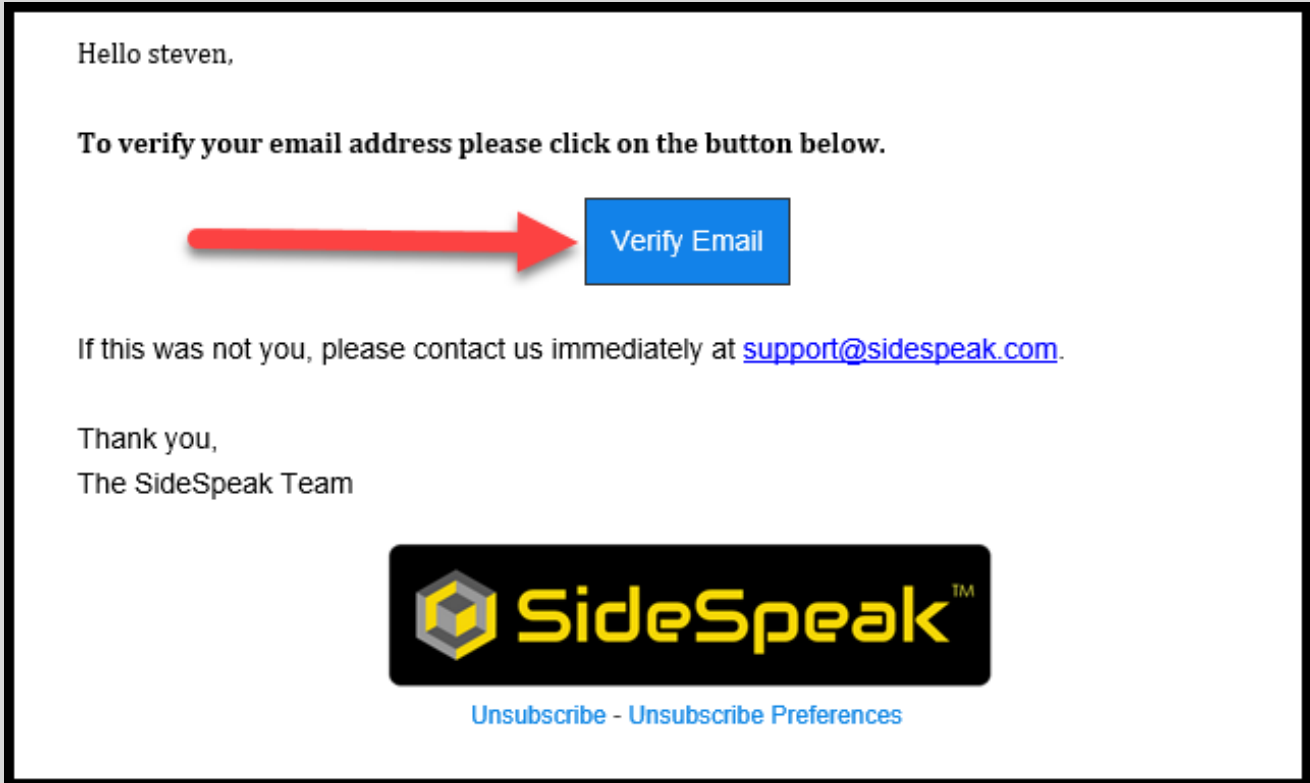 Hello steven,
To verify your email address please click on the button below.
Verify Email
If this was not you, please contact us immediately at support@sidespeak.com.
Thank you,
The SideSpeak Team
SideSpeak™
Unsubscribe - Unsubscribe Preferences